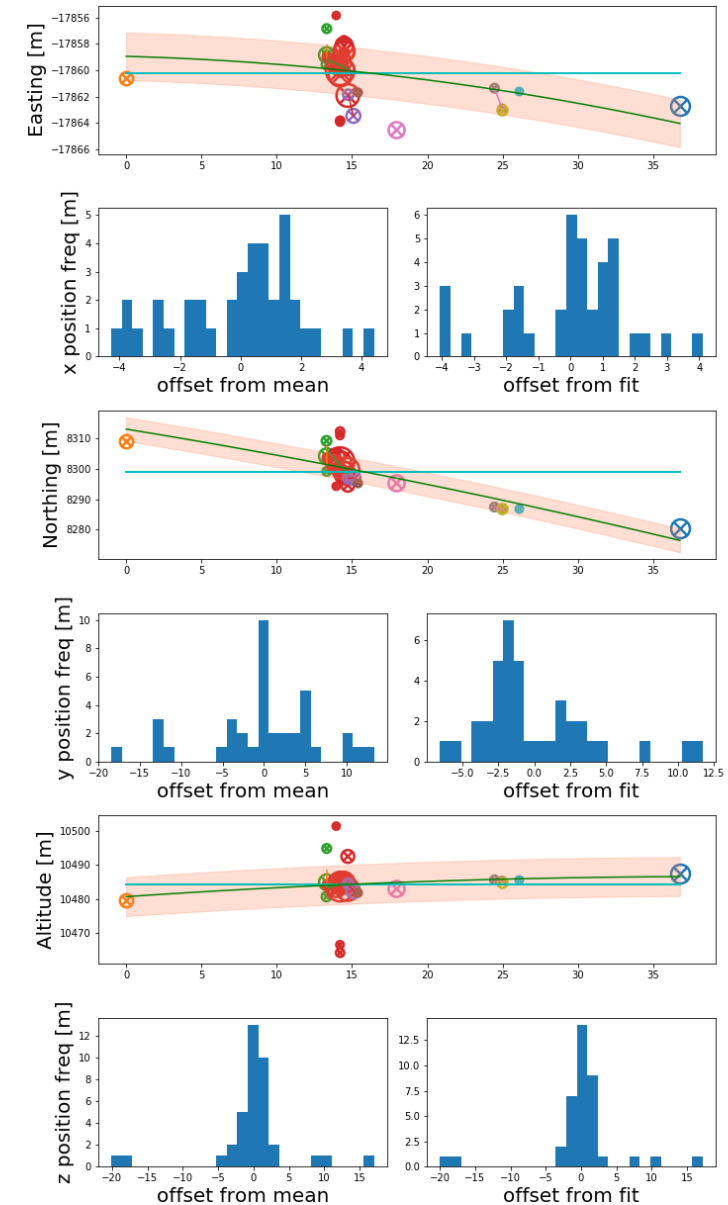 Easting [m]
−17856
−17858
−17860
−17862
−17864
−17866
0 5 10 15 20 25 30 35
x position freq [m]
5
4
3
2
1
0
−4 −2 0 2 4
offset from mean
6
5
4
3
2
1
0
−4 −2 0 2 4
offset from fit
Northing [m]
8310
8300
8290
8280
0 5 10 15 20 25 30 35
y position freq [m]
10
8
6
4
2
0
−20 −15 −10 −5 0 5 10
offset from mean
6
4
2
0
−5.0 −2.5 0.0 2.5 5.0 7.5 10.0 12.5
offset from fit
Altitude [m]
10500
10490
10480
10470
0 5 10 15 20 25 30 35
z position freq [m]
12
10
8
6
4
2
0
−20 −15 −10 −5 0 5 10 15
offset from mean
12.5
10.0
7.5
5.0
2.5
0.0
−20 −15 −10 −5 0 5 10 15
offset from fit